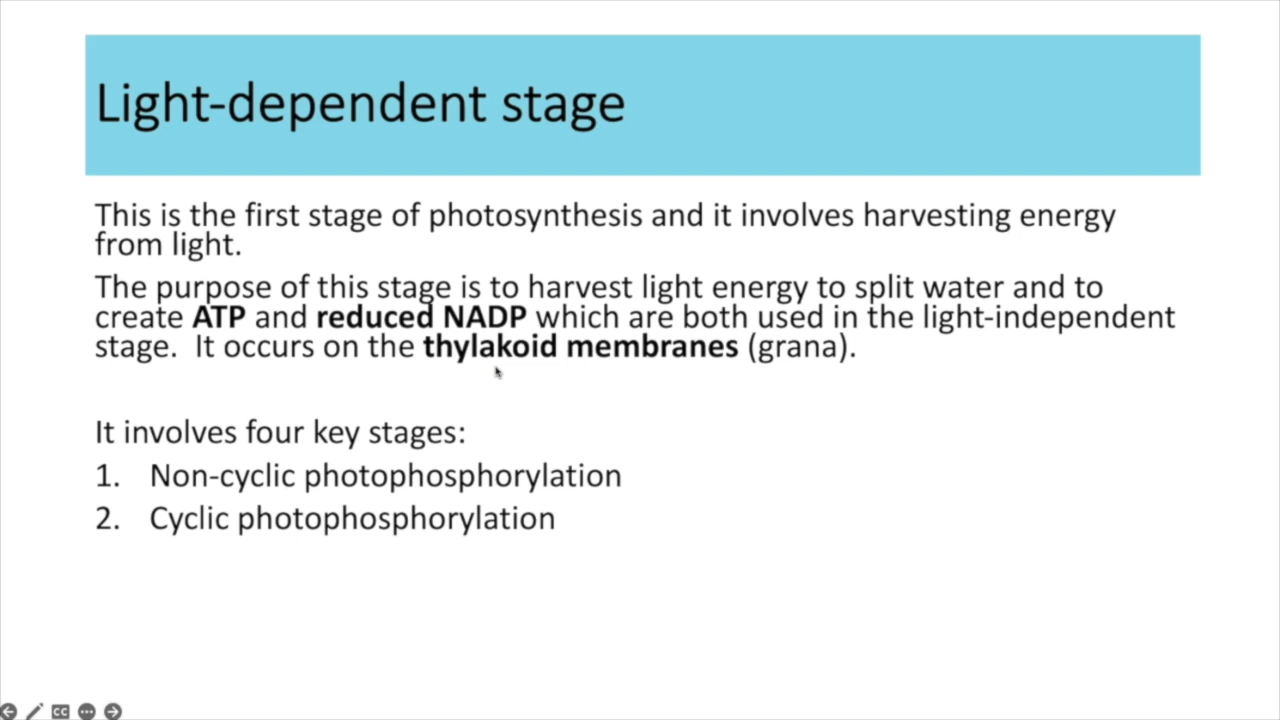 Light-dependent stage
This is the first stage of photosynthesis and it involves harvesting energy
from light.
The purpose of this stage is to harvest light energy to split water and to
create ATP and reduced NADP which are both used in the light-independent
stage.  It occurs on the thylakoid membranes (grana).
It involves four key stages:
1. Non-cyclic photophosphorylation
2. Cyclic photophosphorylation
CC